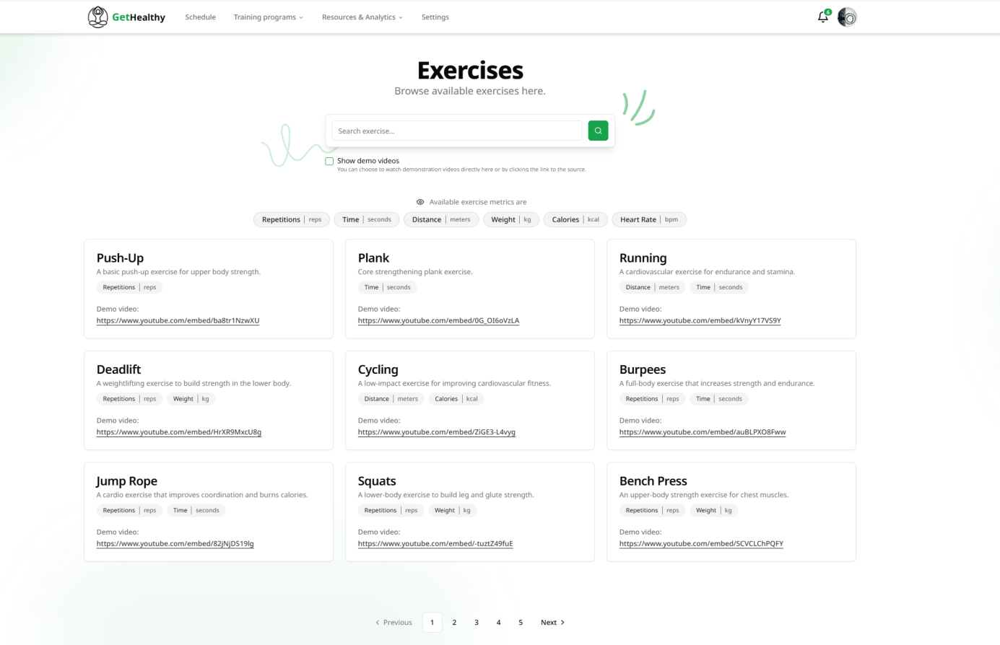 GetHealthy Schedule Training programs Resources & Analytics Settings 6
Exercises
Browse available exercises here.
Search exercise...
Show demo videos
You can choose to watch demonstration videos directly here or by clicking the link to the source.
Available exercise metrics are
Repetitions | reps Time | seconds Distance | meters Weight | kg Calories | kcal Heart Rate | bpm
Push-Up
A basic push-up exercise for upper body strength.
Repetitions | reps
Demo video:
https://www.youtube.com/embed/ba8tr1NzwXU
Plank
Core strengthening plank exercise.
Time | seconds
Demo video:
https://www.youtube.com/embed/0G_OI6oVzLA
Running
A cardiovascular exercise for endurance and stamina.
Distance | meters Time | seconds
Demo video:
https://www.youtube.com/embed/kVnyY17VS9Y
Deadlift
A weightlifting exercise to build strength in the lower body.
Repetitions | reps Weight | kg
Demo video:
https://www.youtube.com/embed/HrXR9MxcU8g
Cycling
A low-impact exercise for improving cardiovascular fitness.
Distance | meters Calories | kcal
Demo video:
https://www.youtube.com/embed/ZiGE3-L4vyg
Burpees
A full-body exercise that increases strength and endurance.
Repetitions | reps Time | seconds
Demo video:
https://www.youtube.com/embed/auBLPXO8Fww
Jump Rope
A cardio exercise that improves coordination and burns calories.
Repetitions | reps Time | seconds
Demo video:
https://www.youtube.com/embed/82jNjDS19lg
Squats
A lower-body exercise to build leg and glute strength.
Repetitions | reps Weight | kg
Demo video:
https://www.youtube.com/embed/-tuztZ49fuE
Bench Press
An upper-body strength exercise for chest muscles.
Repetitions | reps Weight | kg
Demo video:
https://www.youtube.com/embed/SCVCLChPQFY
Previous 1 2 3 4 5 Next